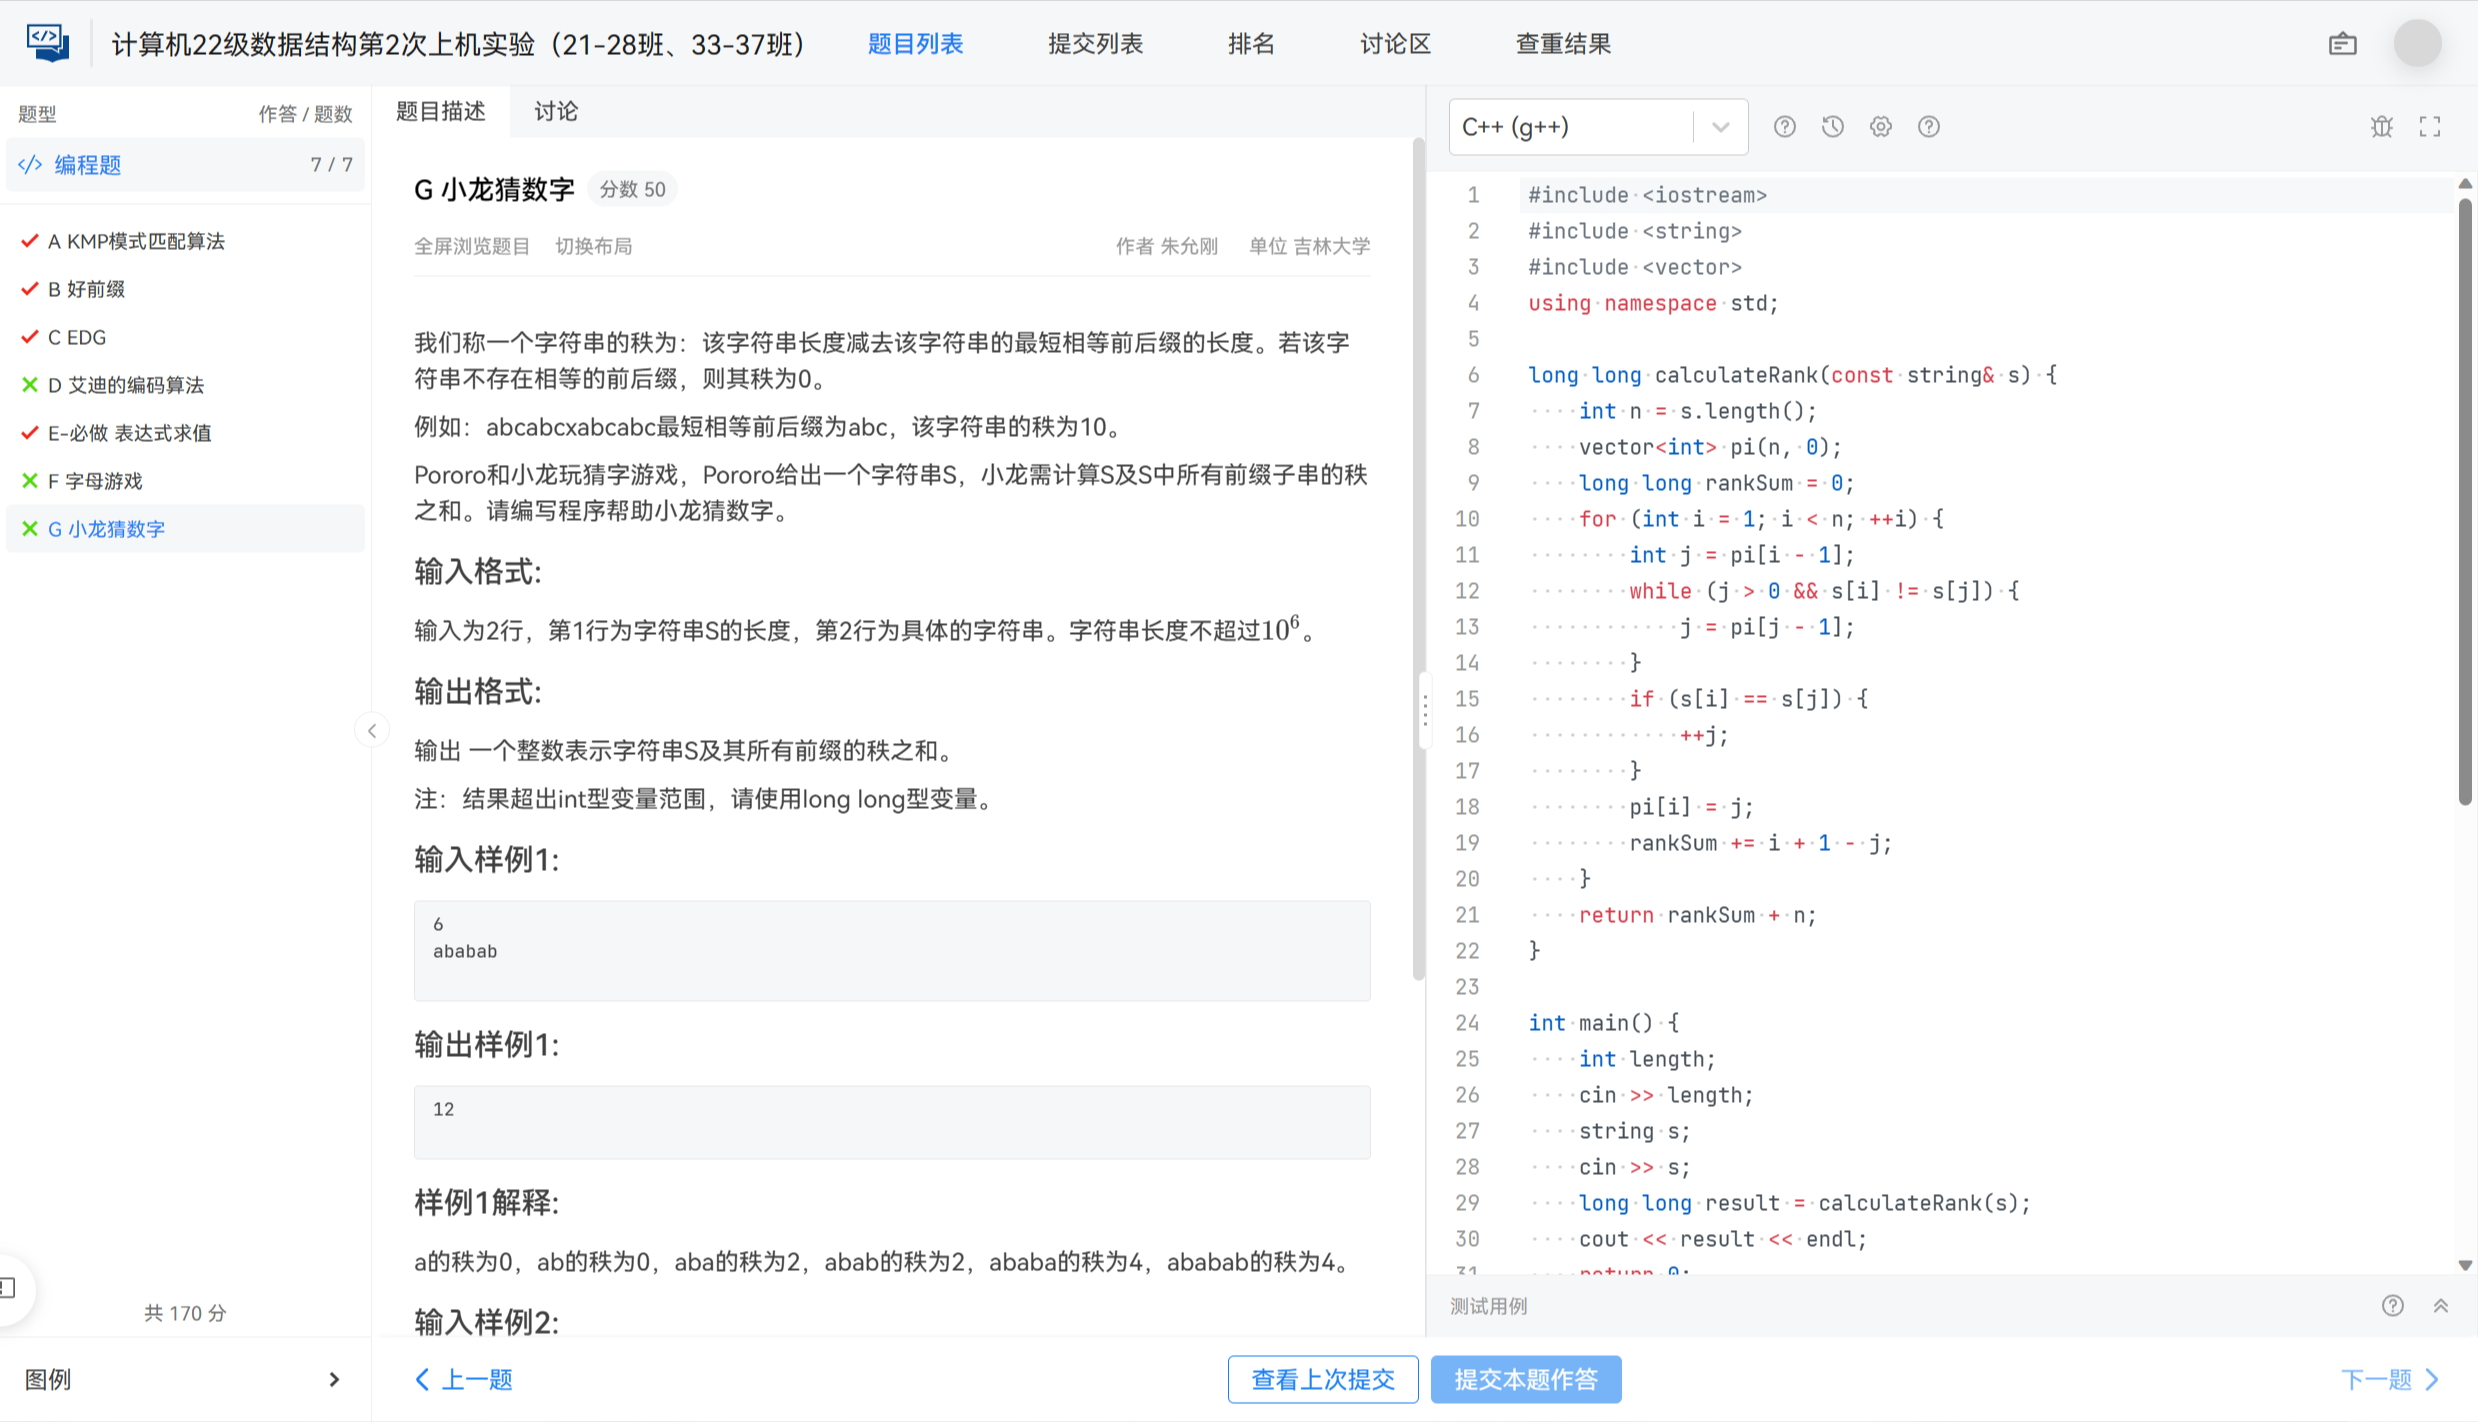 计算机22级数据结构第2次上机实验（21-28班、33-37班）
题目列表
提交列表
排名
讨论区
查重结果
题型
作答 / 题数
编程题
7 / 7
A KMP模式匹配算法
B 好前缀
C EDG
D 艾迪的编码算法
E-必做 表达式求值
F 字母游戏
G 小龙猜数字
共 170 分
图例
题目描述
讨论
G 小龙猜数字
分数 50
全屏浏览题目
切换布局
作者 朱允刚
单位 吉林大学
我们称一个字符串的秩为：该字符串长度减去该字符串的最短相等前后缀的长度。若该字
符串不存在相等的前后缀，则其秩为0。
例如：abcabcxabcabc最短相等前后缀为abc，该字符串的秩为10。
Pororo和小龙玩猜字游戏，Pororo给出一个字符串S，小龙需计算S及S中所有前缀子串的秩
之和。请编写程序帮助小龙猜数字。
输入格式:
输入为2行，第1行为字符串S的长度，第2行为具体的字符串。字符串长度不超过10^6。
输出格式:
输出 一个整数表示字符串S及其所有前缀的秩之和。
注：结果超出int型变量范围，请使用long long型变量。
输入样例1:
6
ababab
输出样例1:
12
样例1解释:
a的秩为0，ab的秩为0，aba的秩为2，abab的秩为2，ababa的秩为4，ababab的秩为4。
输入样例2:
上一题
查看上次提交
提交本题作答
下一题
C++ (g++)
1 #include <iostream>
2 #include <string>
3 #include <vector>
4 using namespace std;
5
6 long long calculateRank(const string& s) {
7     int n = s.length();
8     vector<int> pi(n, 0);
9     long long rankSum = 0;
10     for (int i = 1; i < n; ++i) {
11         int j = pi[i - 1];
12         while (j > 0 && s[i] != s[j]) {
13             j = pi[j - 1];
14         }
15         if (s[i] == s[j]) {
16             ++j;
17         }
18         pi[i] = j;
19         rankSum += i + 1 - j;
20     }
21     return rankSum + n;
22 }
23
24 int main() {
25     int length;
26     cin >> length;
27     string s;
28     cin >> s;
29     long long result = calculateRank(s);
30     cout << result << endl;
31     return 0;
测试用例